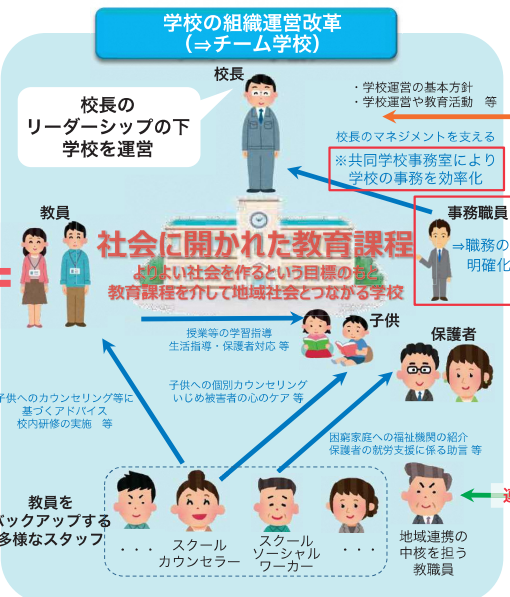 学校の組織運営改革
（⇒チーム学校）
校長
校長の
リーダーシップの下
学校を運営
・学校運営の基本方針
・学校運営や教育活動　等
校長のマネジメントを支える
※共同学校事務室により
学校の事務を効率化
教員
事務職員
⇒職務の
明確化
社会に開かれた教育課程
よりよい社会を作るという目標のもと
教育課程を介して地域社会とつながる学校
授業等の学習指導
生活指導・保護者対応 等
子供
保護者
子供へのカウンセリング等に
基づくアドバイス
校内研修の実施　等
子供への個別カウンセリング
いじめ被害者の心のケア 等
困窮家庭への福祉機関の紹介
保護者の就労支援に係る助言 等
教員を
バックアップする
多様なスタッフ
・・・
スクール
カウンセラー
スクール
ソーシャル
ワーカー
・・・
地域連携の
中核を担う
教職員